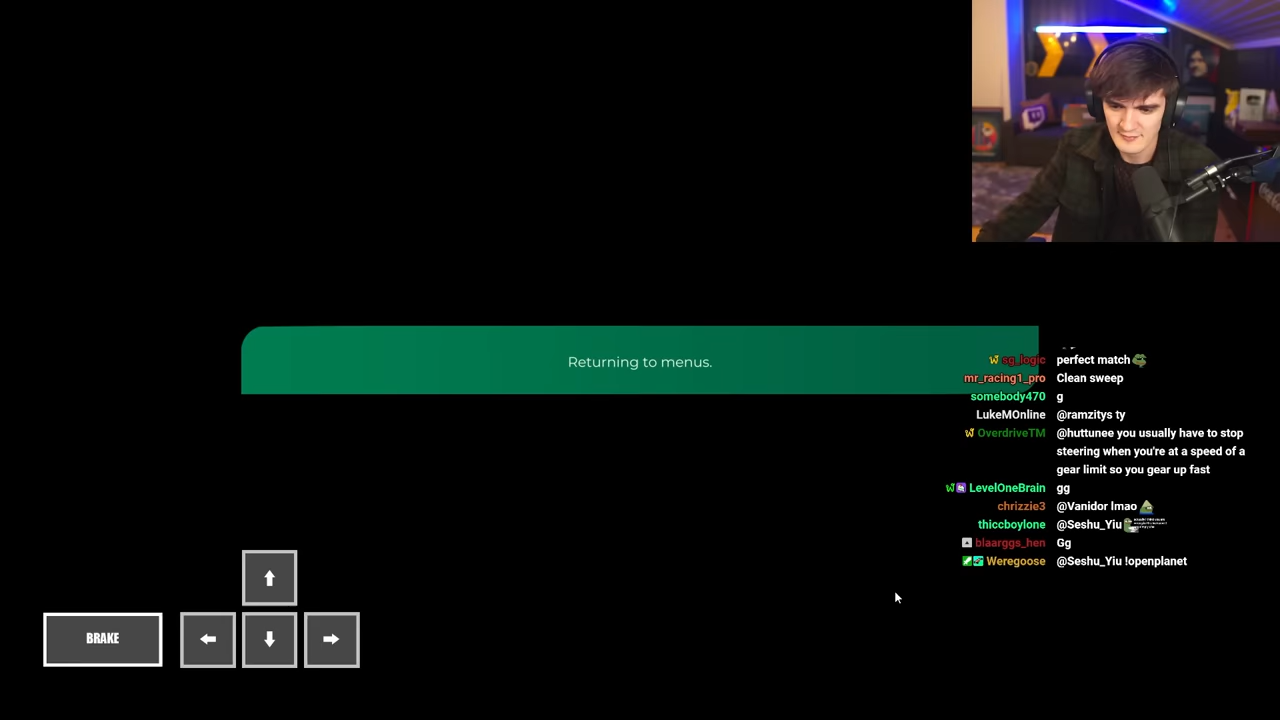 Returning to menus.
sg_logic perfect match
mr_racing1_pro Clean sweep
somebody470 g
LukeMOnline @ramzitys ty
OverdriveTM @huttunee you usually have to stop
steering when you're at a speed of a
gear limit so you gear up fast
LevelOneBrain gg
chrizzie3 @Vanidor lmao
thiccboylone @Seshu_Yiu
blaarggs_hen Gg
Weregoose @Seshu_Yiu !openplanet
BRAKE